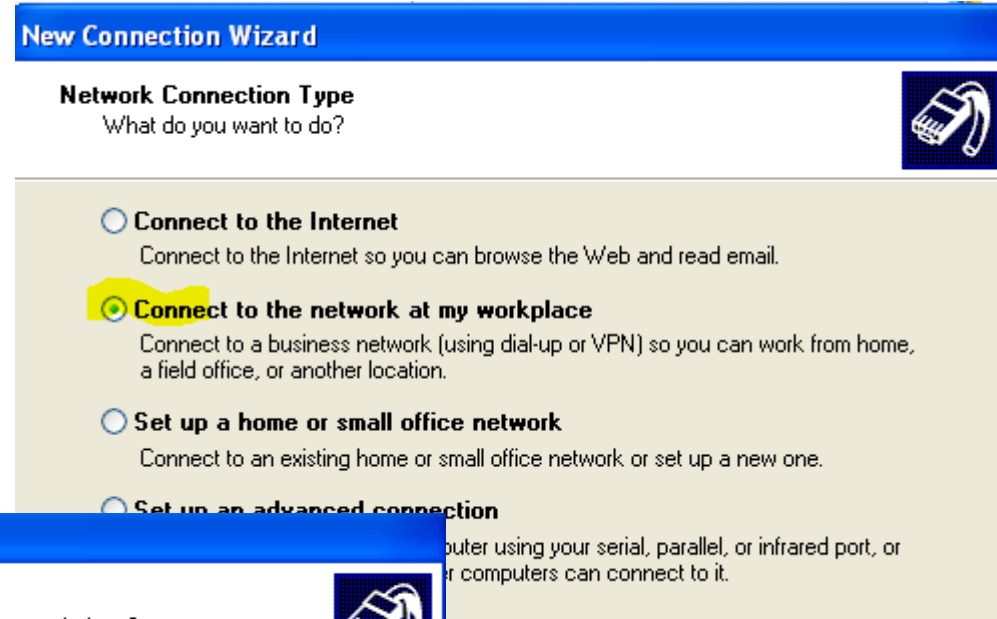 New Connection Wizard
Network Connection Type
What do you want to do?
Connect to the Internet
Connect to the Internet so you can browse the Web and read email.
Connect to the network at my workplace
Connect to a business network (using dial-up or VPN) so you can work from home,
a field office, or another location.
Set up a home or small office network
Connect to an existing home or small office network or set up a new one.
Set up an advanced connection
using your serial, parallel, or infrared port, or
computers can connect to it.